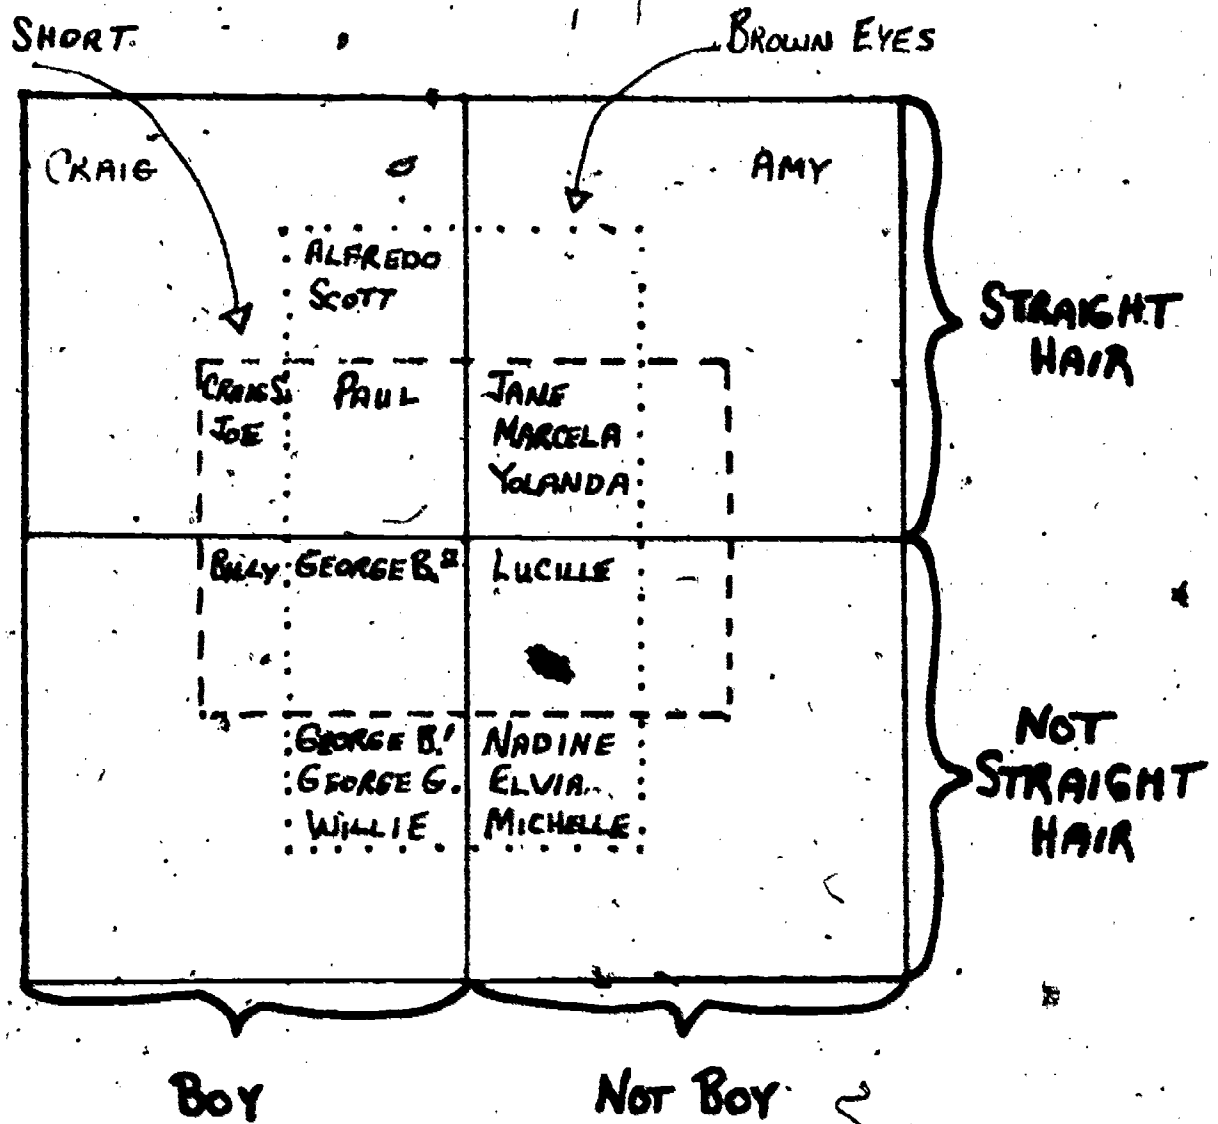 SHORT
BROWN EYES
CRAIG
AMY
ALFREDO
SCOTT
STRAIGHT
HAIR
CRAIG S.
JOE
PAUL
JANE
MARCELA
YOLANDA
BILLY
GEORGE B.²
LUCILLE
GEORGE B.¹
GEORGE G.
WILLIE
NADINE
ELVIA
MICHELLE
NOT
STRAIGHT
HAIR
BOY
NOT BOY